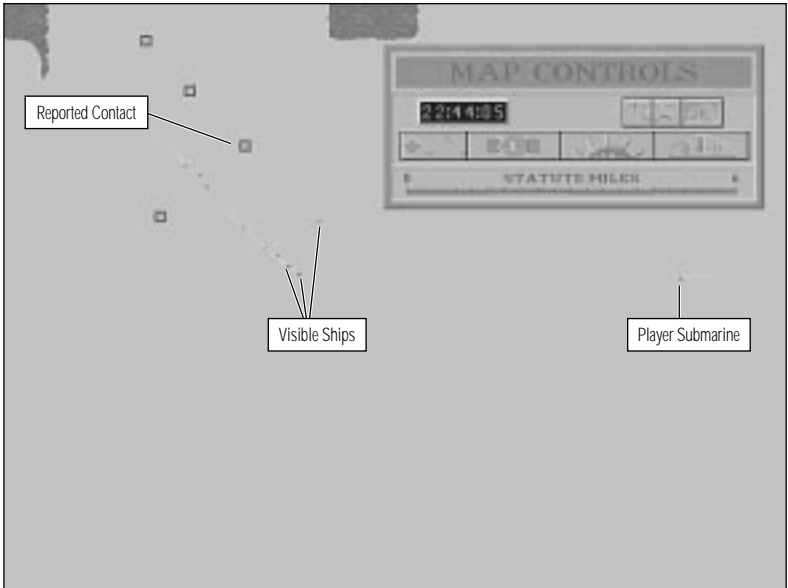 MAP CONTROLS
Reported Contact
22:44:05
STATUTE MILES
Visible Ships
Player Submarine